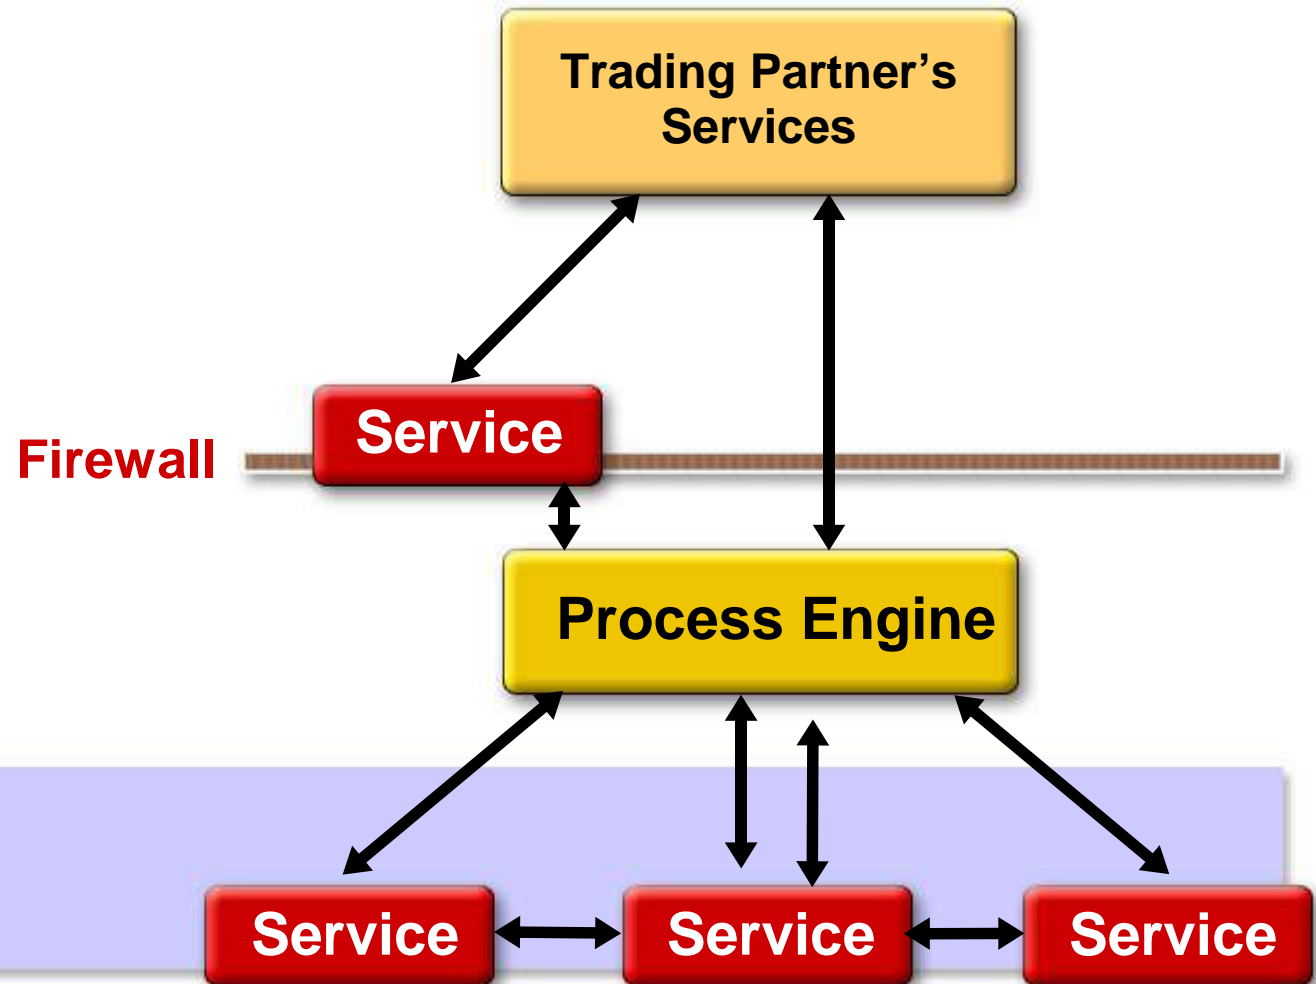 Trading Partner’s
Services
Service
Firewall
Process Engine
Service
Service
Service